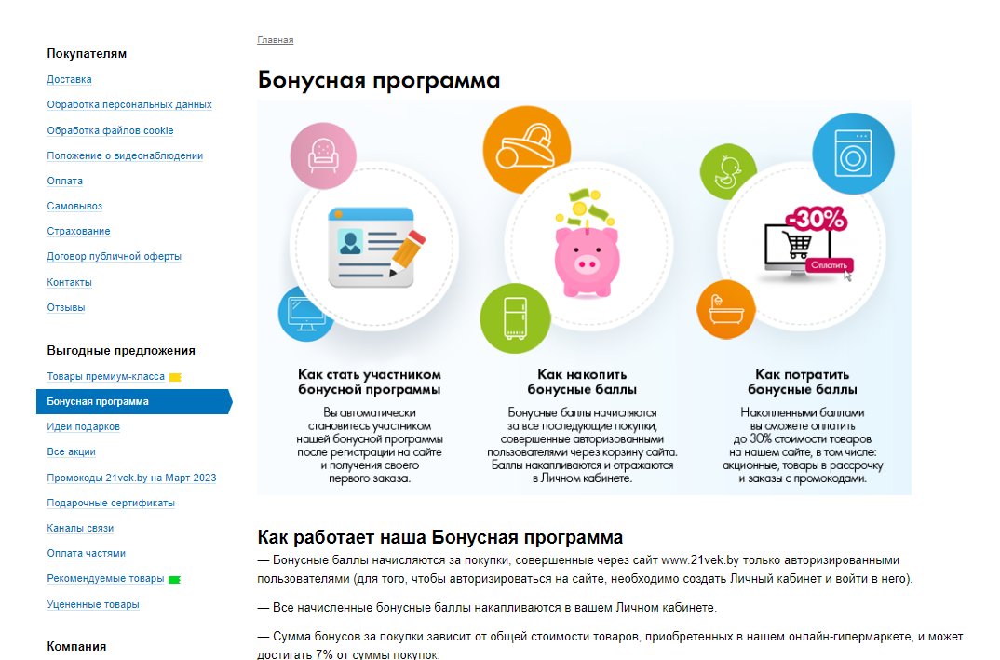 Покупателям
Доставка
Обработка персональных данных
Обработка файлов cookie
Положение о видеонаблюдении
Оплата
Самовывоз
Страхование
Договор публичной оферты
Контакты
Отзывы
Выгодные предложения
Товары премиум-класса
Бонусная программа
Идеи подарков
Все акции
Промокоды 21vek.by на Март 2023
Подарочные сертификаты
Каналы связи
Оплата частями
Рекомендуемые товары
Уцененные товары
Компания
Главная
Бонусная программа
-30%
Оплатить
Как стать участником
бонусной программы
Вы автоматически
становитесь участником
нашей бонусной программы
после регистрации на сайте
и получения своего
первого заказа.
Как накопить
бонусные баллы
Бонусные баллы начисляются
за все последующие покупки,
совершенные авторизованными
пользователями через корзину сайта.
Баллы накапливаются и отражаются
в Личном кабинете.
Как потратить
бонусные баллы
Накопленными баллами
вы сможете оплатить
до 30% стоимости товаров
на нашем сайте, в том числе:
акционные, товары в рассрочку
и заказы с промокодами.
Как работает наша Бонусная программа
— Бонусные баллы начисляются за покупки, совершенные через сайт www.21vek.by только авторизированными
пользователями (для того, чтобы авторизироваться на сайте, необходимо создать Личный кабинет и войти в него).
— Все начисленные бонусные баллы накапливаются в вашем Личном кабинете.
— Сумма бонусов за покупки зависит от общей стоимости товаров, приобретенных в нашем онлайн-гипермаркете, и может
достигать 7% от суммы покупок.